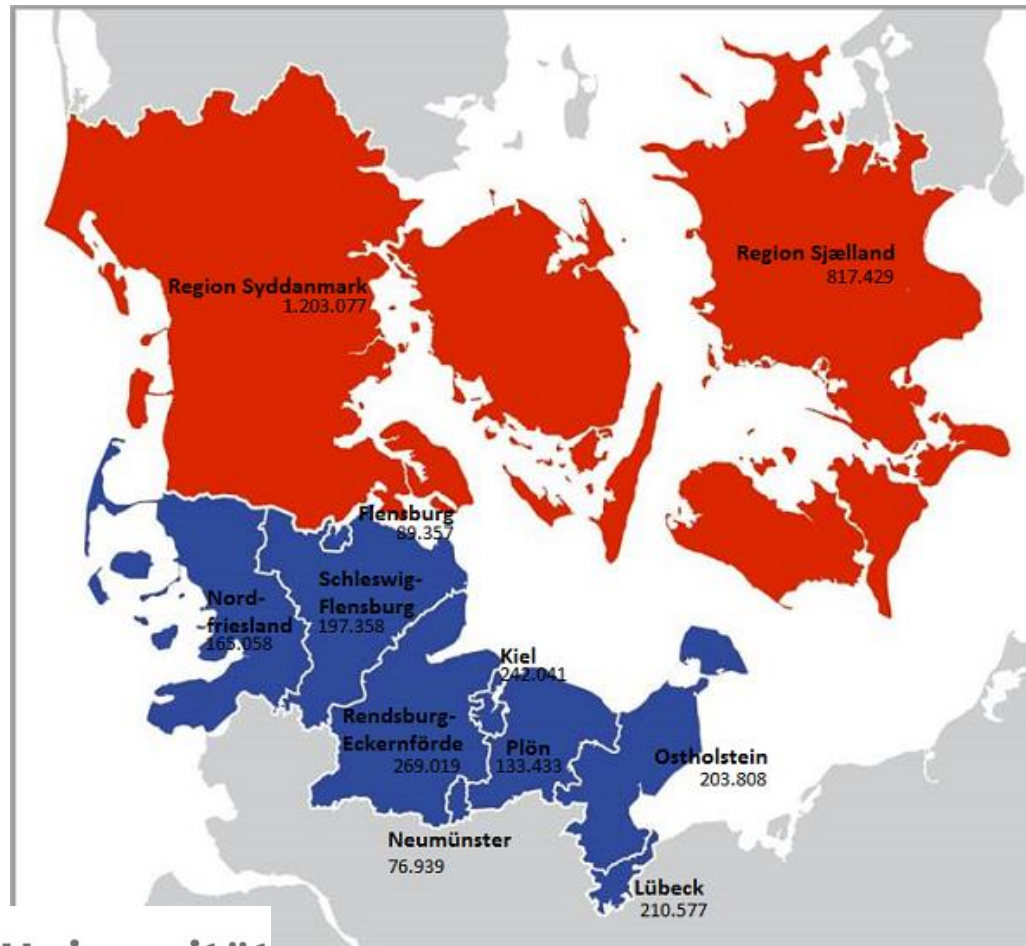 Region Sjælland
817.429
Region Syddanmark
1.203.077
Flensburg
89.357
Schleswig-
Flensburg
197.358
Nord-
friesland
165.058
Kiel
242.041
Rendsburg-
Eckernförde
269.019
Plön
133.433
Ostholstein
203.808
Neumünster
76.939
Lübeck
210.577